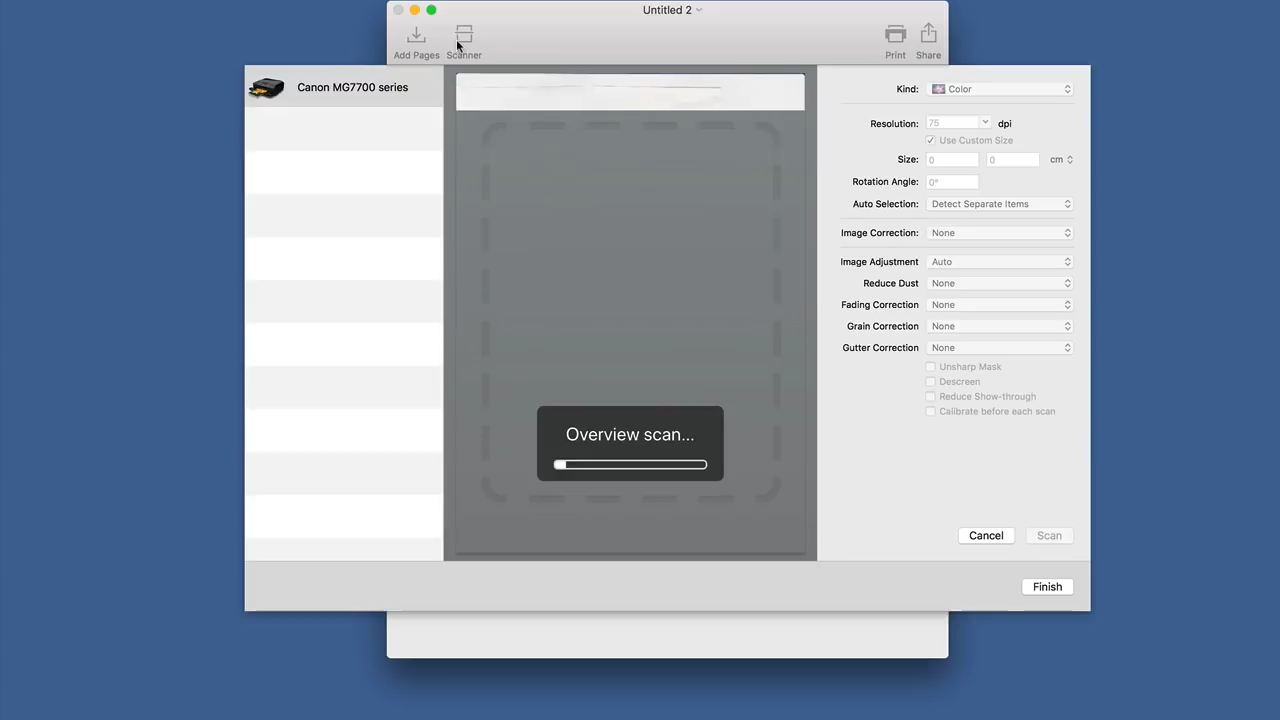 Untitled 2
Add Pages
Scanner
Print
Share
Canon MG7700 series
Overview scan...
Kind:
Color
Resolution:
75
dpi
Use Custom Size
Size:
0
0
cm
Rotation Angle:
0°
Auto Selection:
Detect Separate Items
Image Correction:
None
Image Adjustment
Auto
Reduce Dust
None
Fading Correction
None
Grain Correction
None
Gutter Correction
None
Unsharp Mask
Descreen
Reduce Show-through
Calibrate before each scan
Cancel
Scan
Finish